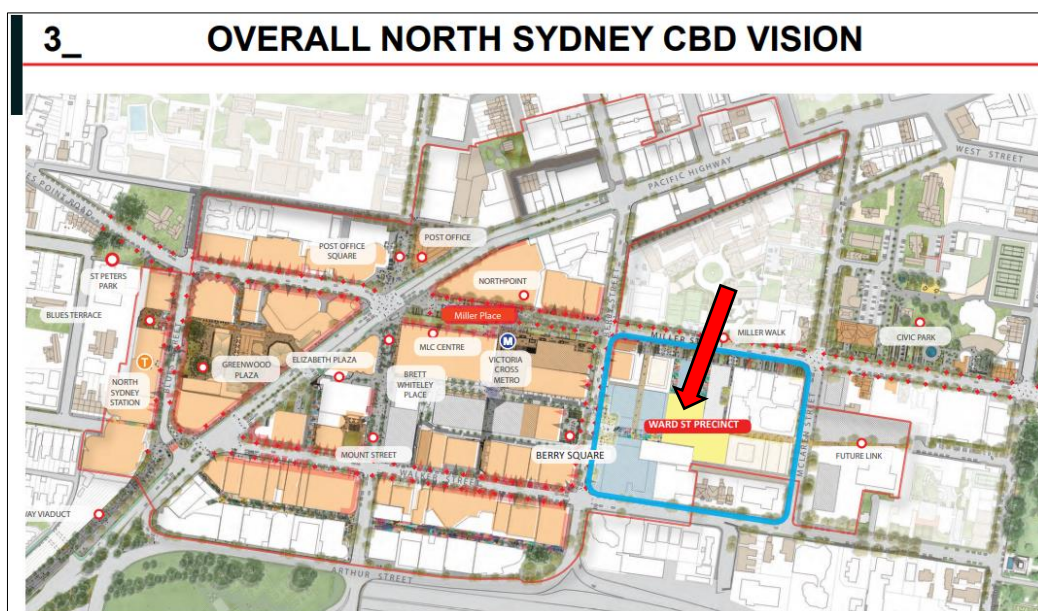 3_ OVERALL NORTH SYDNEY CBD VISION
WEST STREET
PACIFIC HIGHWAY
POST OFFICE
SQUARE
POST OFFICE
ST PETERS
PARK
NORTHPOINT
BLUES TERRACE
Miller Place
MILLER WALK
CIVIC PARK
MLC CENTRE
M
VICTORIA
CROSS
METRO
GREENWOOD
PLAZA
ELIZABETH PLAZA
T
NORTH
SYDNEY
STATION
BRETT
WHITELEY
PLACE
WARD ST PRECINCT
MOUNT STREET
BERRY SQUARE
FUTURE LINK
MCLAREN STREET
WALKER STREET
ARTHUR STREET